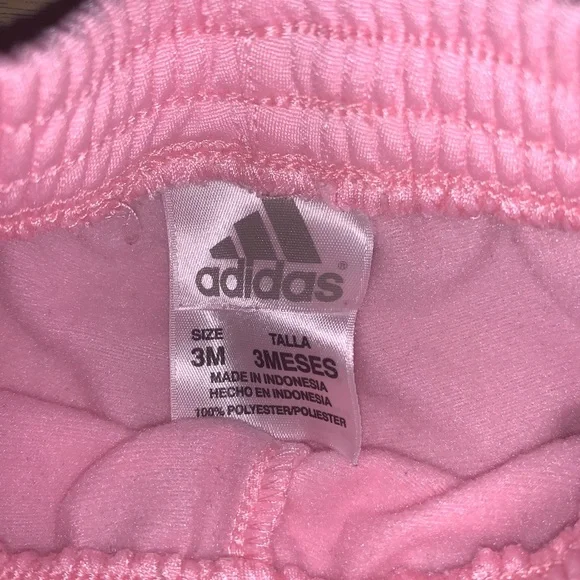 adidas®
SIZE TALLA
3M 3MESES
MADE IN INDONESIA
HECHO EN INDONESIA
100% POLYESTER/POLIESTER